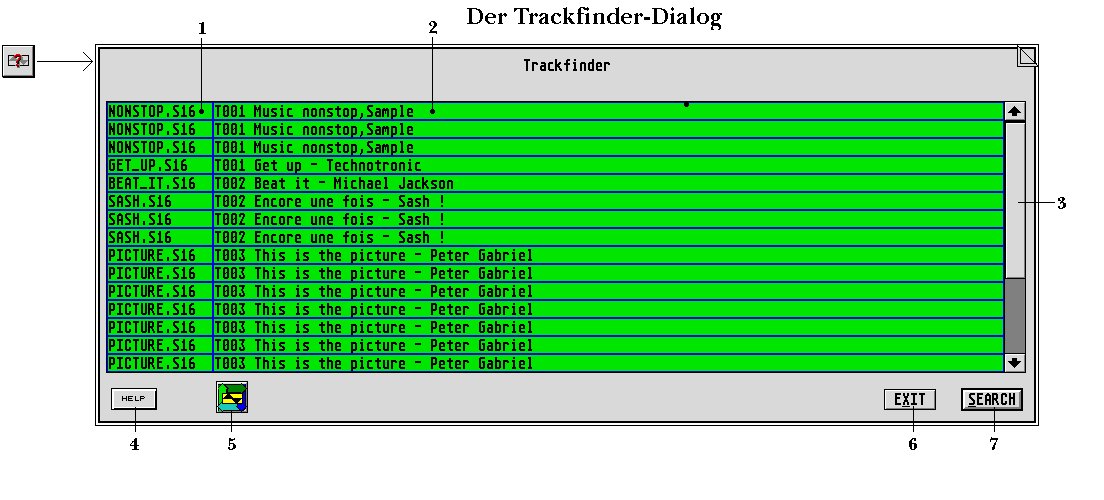 Der Trackfinder-Dialog
1 2
Trackfinder
NONSTOP.S16 T001 Music nonstop,Sample
NONSTOP.S16 T001 Music nonstop,Sample
NONSTOP.S16 T001 Music nonstop,Sample
GET_UP.S16 T001 Get up - Technotronic
BEAT_IT.S16 T002 Beat it - Michael Jackson
SASH.S16 T002 Encore une fois - Sash !
3
SASH.S16 T002 Encore une fois - Sash !
SASH.S16 T002 Encore une fois - Sash !
PICTURE.S16 T003 This is the picture - Peter Gabriel
PICTURE.S16 T003 This is the picture - Peter Gabriel
PICTURE.S16 T003 This is the picture - Peter Gabriel
PICTURE.S16 T003 This is the picture - Peter Gabriel
PICTURE.S16 T003 This is the picture - Peter Gabriel
PICTURE.S16 T003 This is the picture - Peter Gabriel
PICTURE.S16 T003 This is the picture - Peter Gabriel
HELP EXIT SEARCH
4 5 6 7